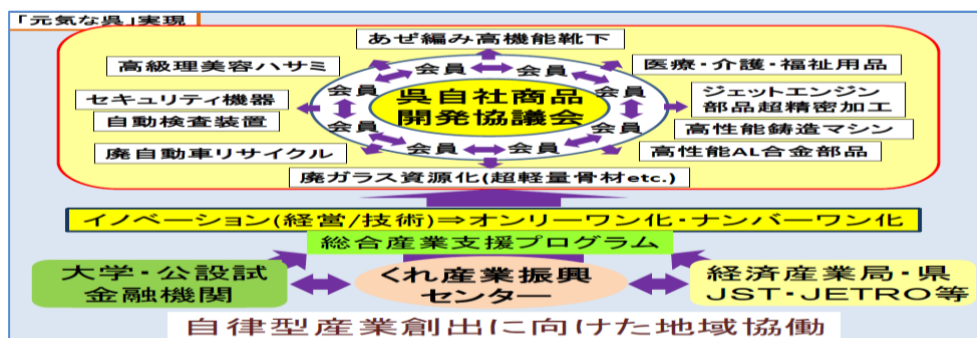 「元気な呉」実現
あぜ編み高機能靴下
高級理美容ハサミ
医療・介護・福祉用品
会員
会員
会員
会員
セキュリティ機器
自動検査装置
呉自社商品
開発協議会
ジェットエンジン
部品超精密加工
会員
会員
高性能鋳造マシン
廃自動車リサイクル
会員
会員
高性能AL合金部品
廃ガラス資源化(超軽量骨材etc.)
イノベーション(経営/技術)⇒オンリーワン化・ナンバーワン化
総合産業支援プログラム
大学・公設試
金融機関
くれ産業振興
センター
経済産業局・県
JST・JETRO等
自律型産業創出に向けた地域協働